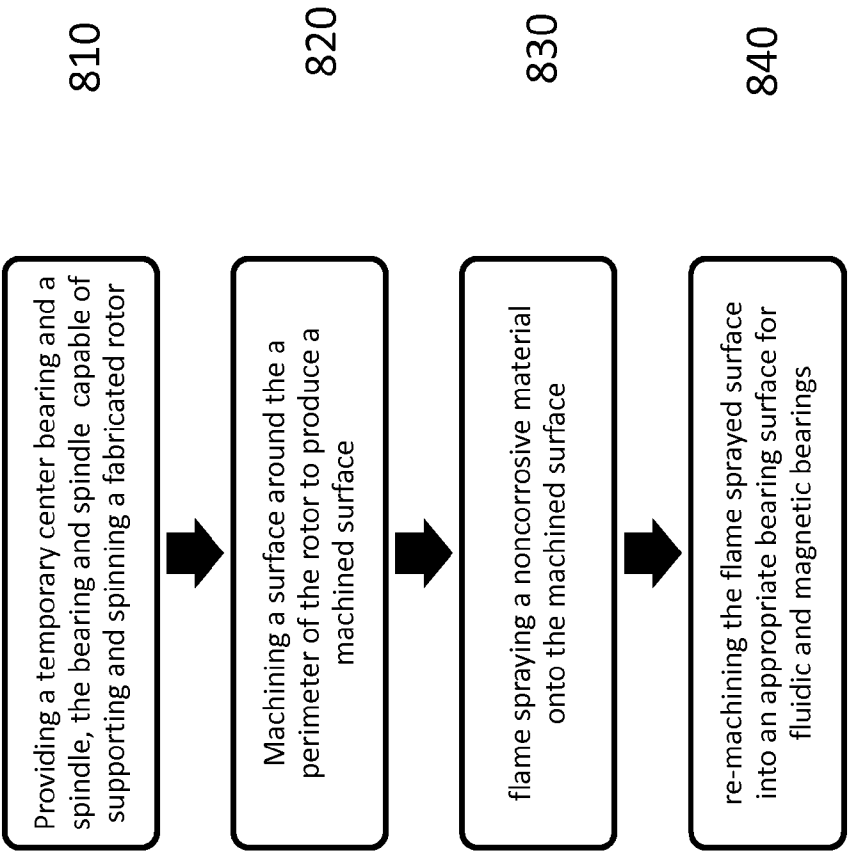 Providing a temporary center bearing and a
spindle, the bearing and spindle capable of
supporting and spinning a fabricated rotor
810
Machining a surface around the a
perimeter of the rotor to produce a
machined surface
820
flame spraying a noncorrosive material
onto the machined surface
830
re-machining the flame sprayed surface
into an appropriate bearing surface for
fluidic and magnetic bearings
840